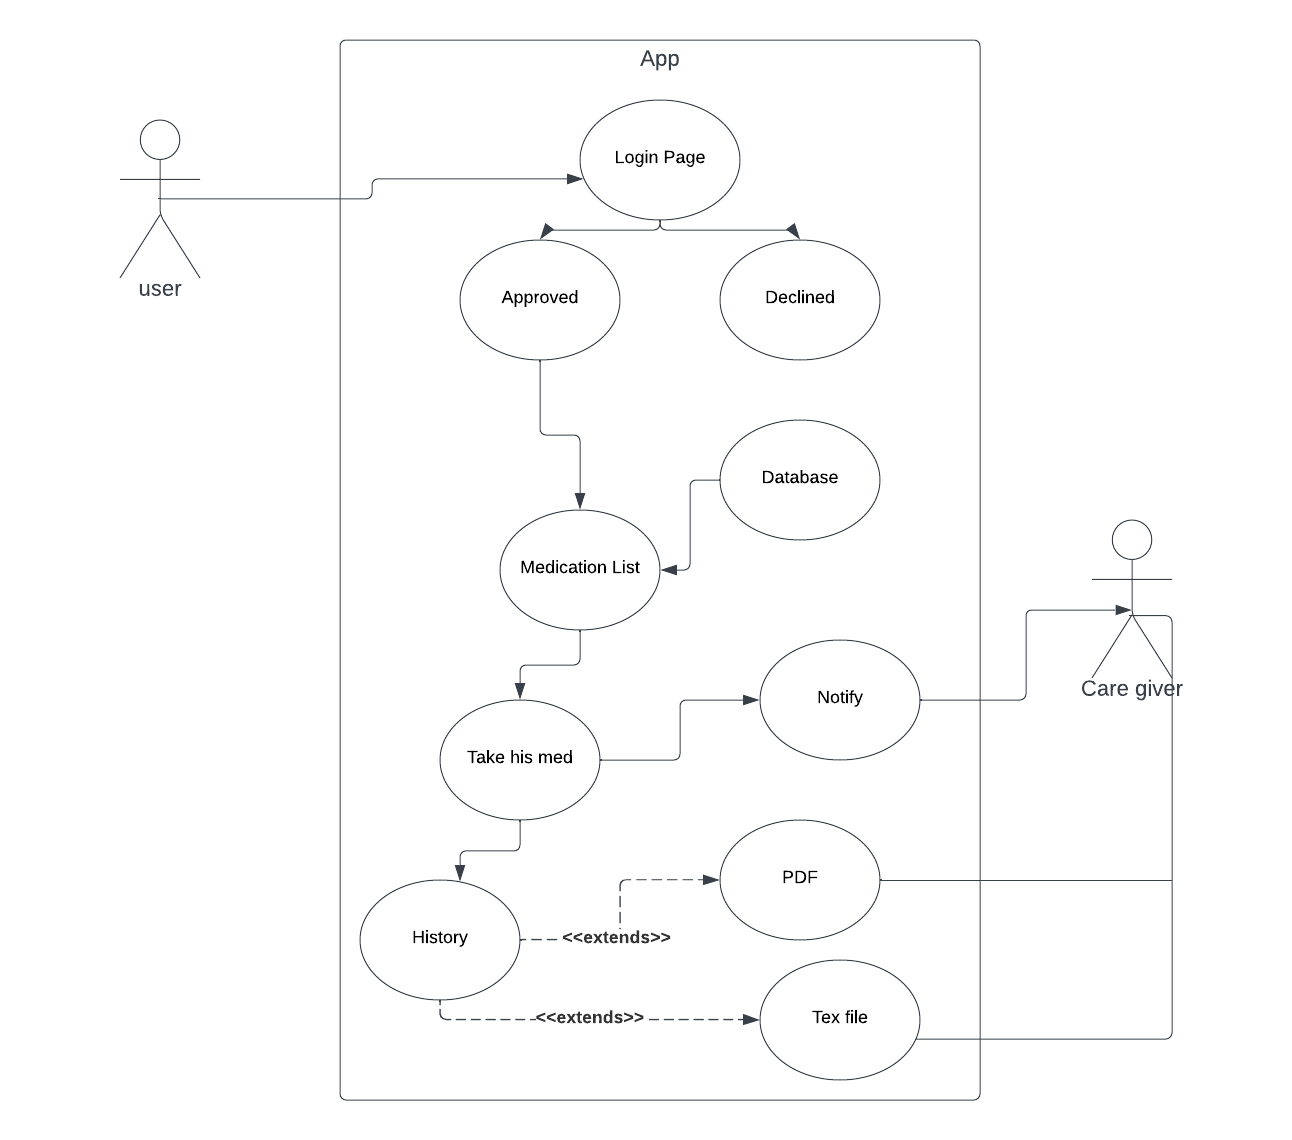 App
Login Page
user
Approved
Declined
Database
Medication List
Care giver
Notify
Take his med
PDF
History
<<extends>>
<<extends>>
Tex file